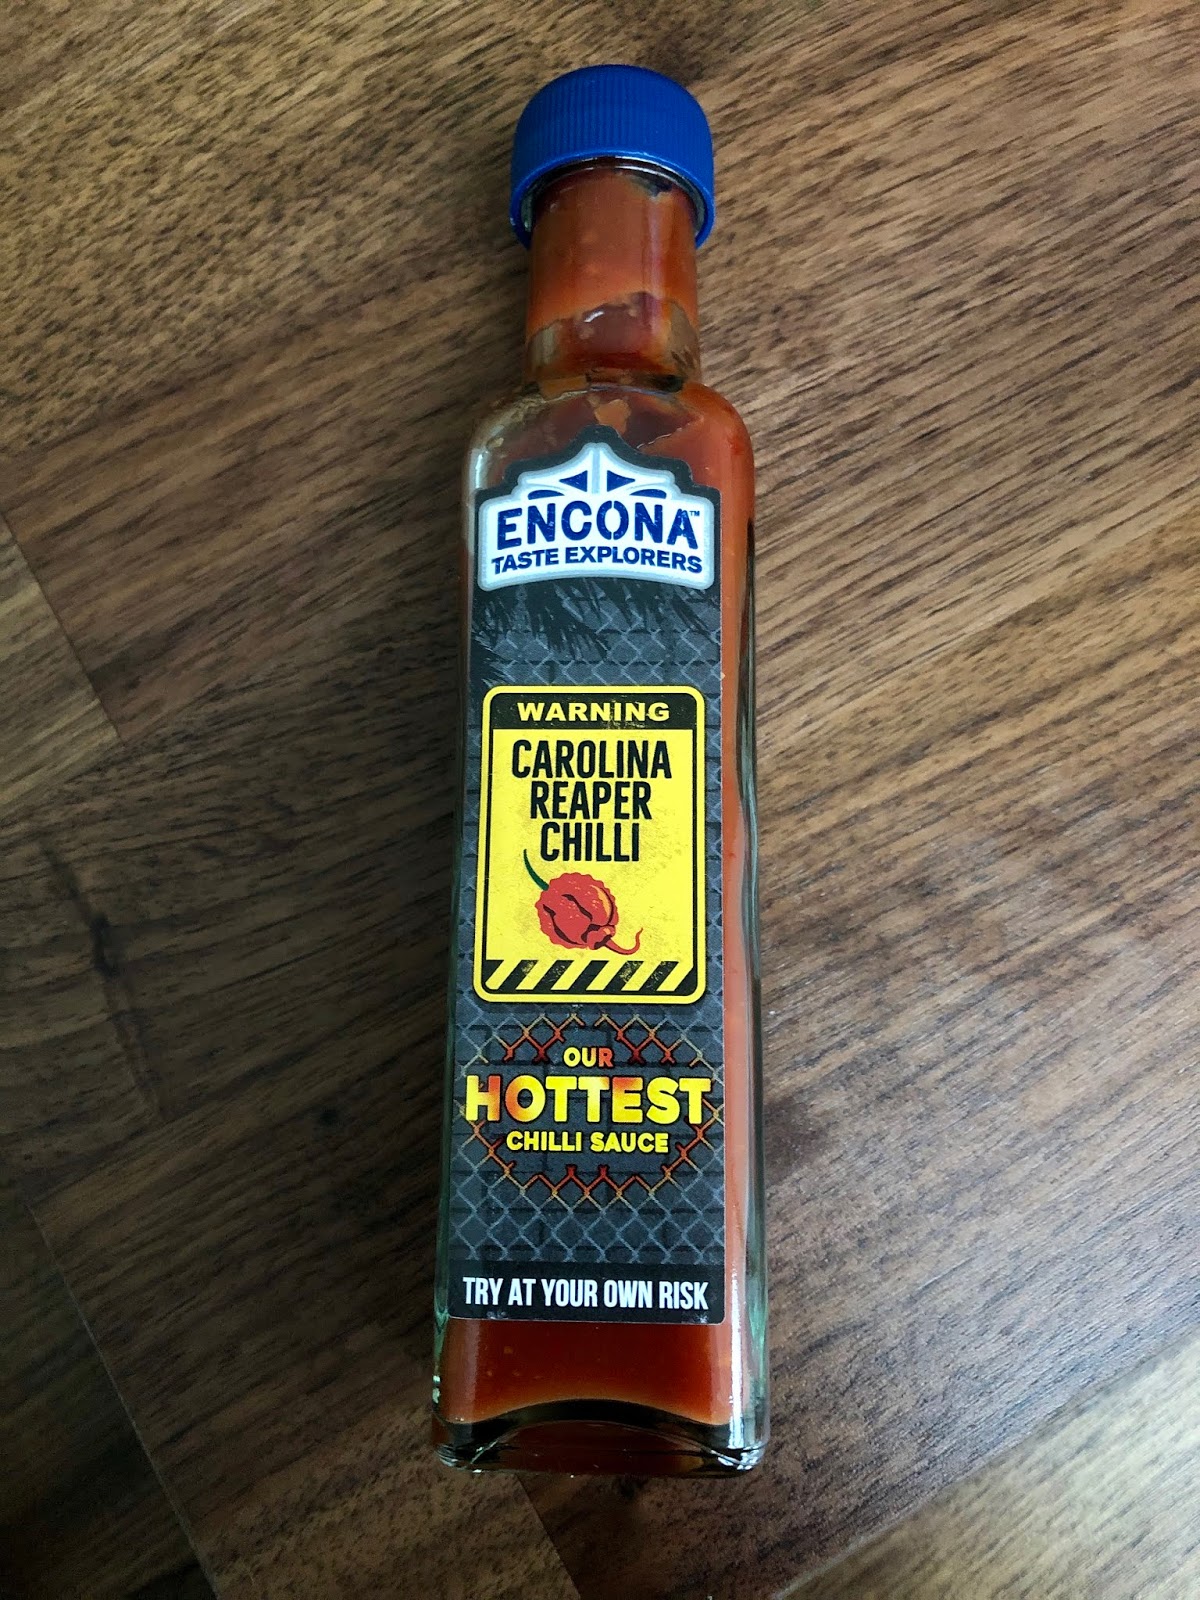 ENCONA™
TASTE EXPLORERS
WARNING
CAROLINA
REAPER
CHILLI
OUR
HOTTEST
CHILLI SAUCE
TRY AT YOUR OWN RISK